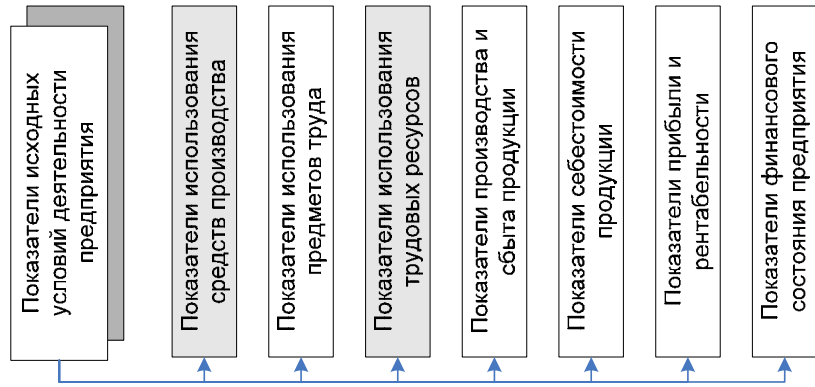 Показатели исходных
условий деятельности
предприятия
Показатели использования
средств производства
Показатели использования
предметов труда
Показатели использования
трудовых ресурсов
Показатели производства и
сбыта продукции
Показатели себестоимости
продукции
Показатели прибыли и
рентабельности
Показатели финансового
состояния предприятия